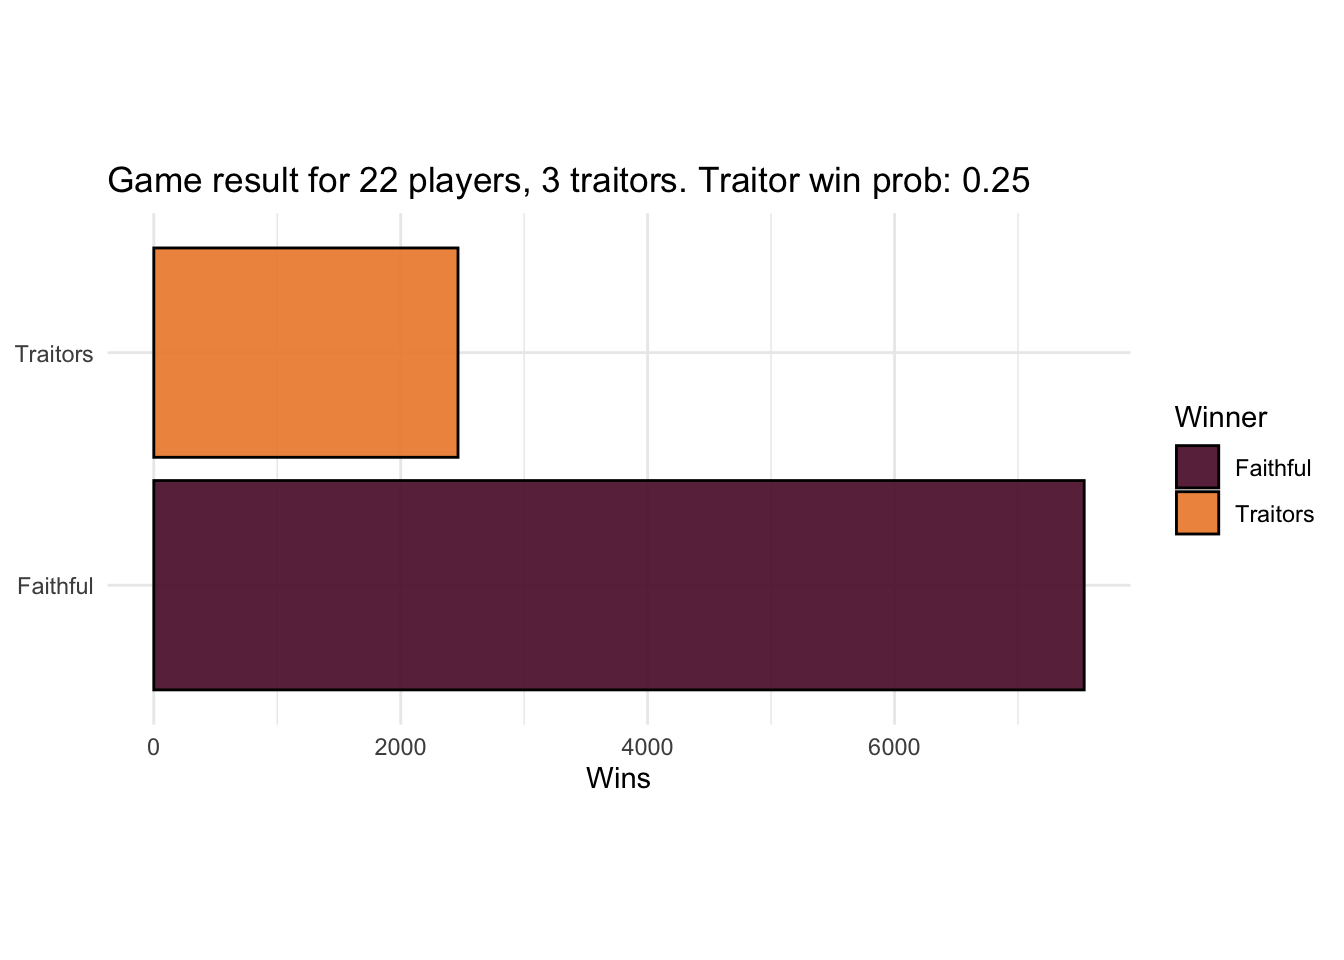 Game result for 22 players, 3 traitors. Traitor win prob: 0.25
Traitors
Faithful
0 2000 4000 6000
Wins
Winner
Faithful
Traitors